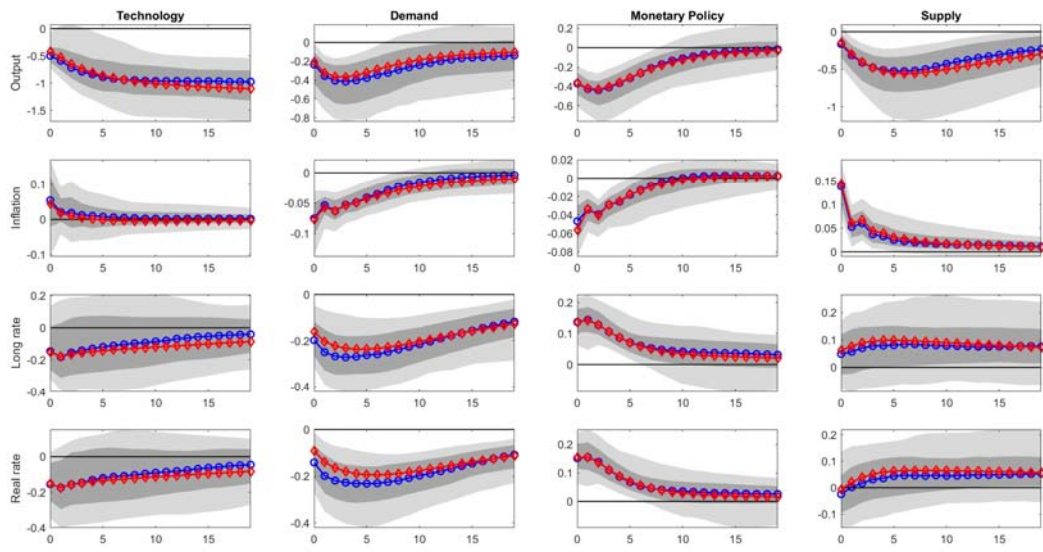 Technology Demand Monetary Policy Supply
Output
0 -0.5 -1 -1.5
0 5 10 15
0 -0.2 -0.4 -0.6 -0.8
0 5 10 15
0.2 0 -0.2 -0.4 -0.6
0 5 10 15
0 -0.5 -1
0 5 10 15
Inflation
0.1 0 -0.1
0 5 10 15
0 -0.05 -0.1
0 5 10 15
0.02 0 -0.02 -0.04 -0.06 -0.08
0 5 10 15
0.15 0.1 0.05 0
0 5 10 15
Long rate
0.2 0 -0.2 -0.4
0 5 10 15
0 -0.2 -0.4
0 5 10 15
0.2 0.1 0
0 5 10 15
0.2 0.1 0
0 5 10 15
Real rate
0 -0.2 -0.4
0 5 10 15
0 -0.2 -0.4
0 5 10 15
0.2 0.1 0
0 5 10 15
0.2 0.1 0 -0.1
0 5 10 15